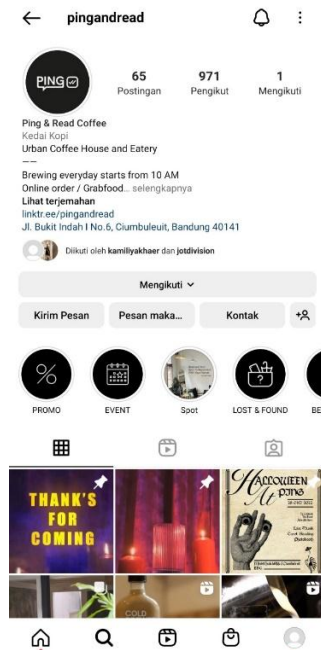 pingandread
PING
65
Postingan
971
Pengikut
1
Mengikuti
Ping & Read Coffee
Kedai Kopi
Urban Coffee House and Eatery
——
Brewing everyday starts from 10 AM
Online order / Grabfood... selengkapnya
Lihat terjemahan
linktr.ee/pingandread
Jl. Bukit Indah I No.6, Ciumbuleuit, Bandung 40141
Diikuti oleh kamiliyakhaer dan jotdivision
Mengikuti
Kirim Pesan
Pesan maka...
Kontak
PROMO
EVENT
Spot
LOST & FOUND
BE
THANK'S
FOR
COMING
HALLOWEEN
At PING
COLD